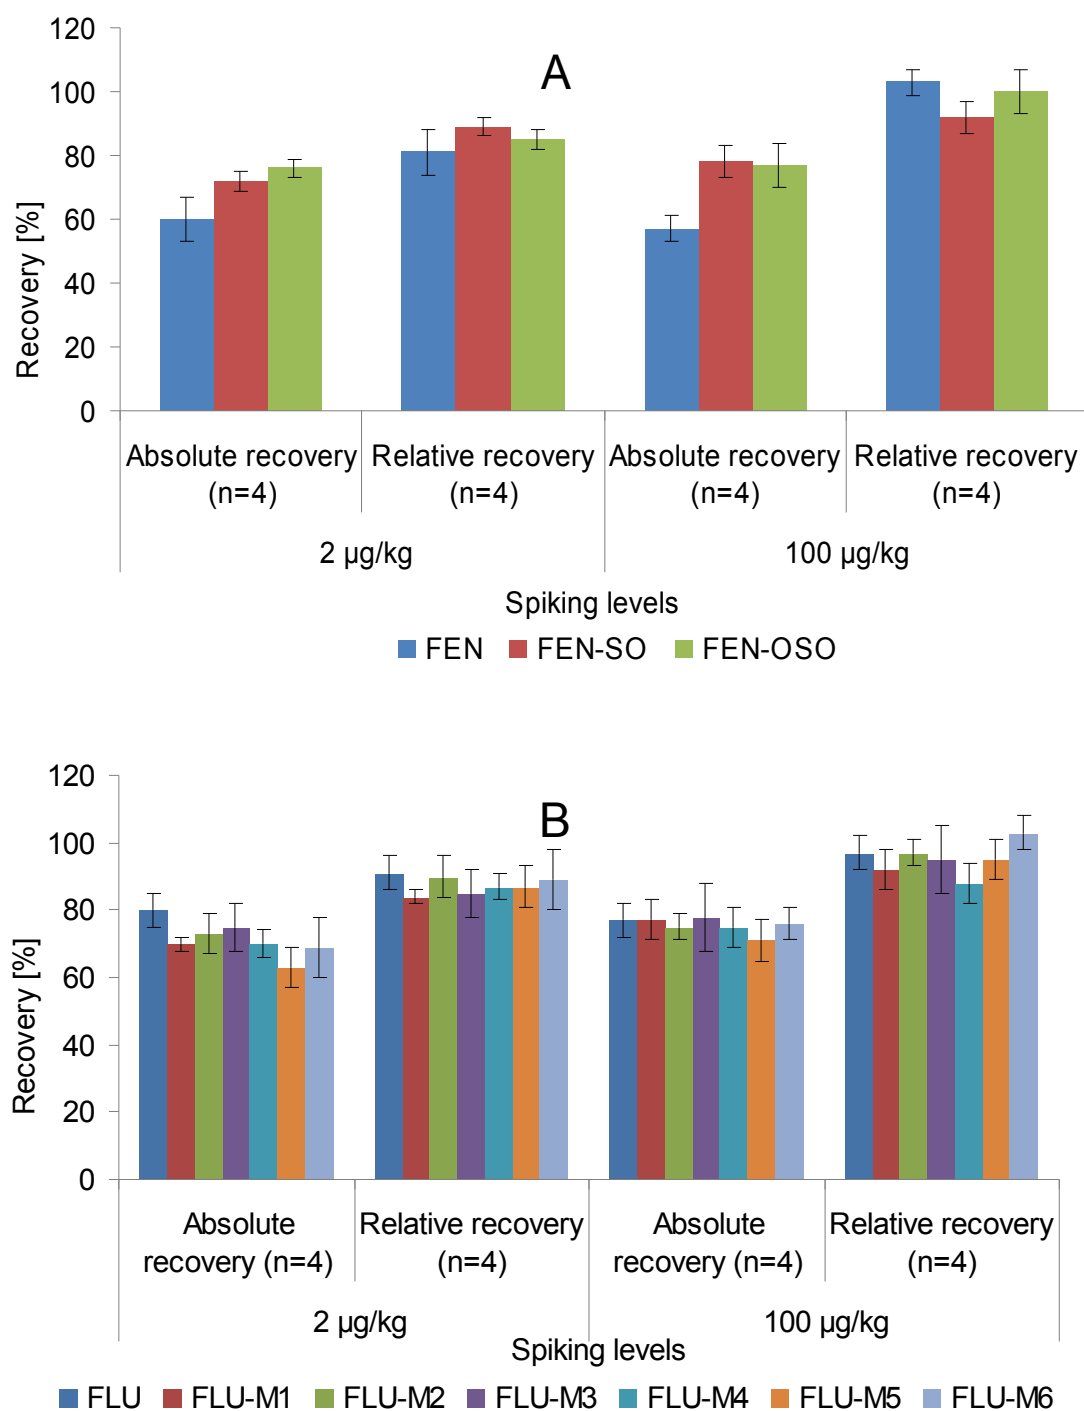 120
A
100
80
60
40
20
0
Recovery [%]
Absolute recovery Relative recovery Absolute recovery Relative recovery
(n=4) (n=4) (n=4) (n=4)
2 µg/kg 100 µg/kg
Spiking levels
FEN FEN-SO FEN-OSO
120
B
100
80
60
40
20
0
Recovery [%]
Absolute Relative recovery Absolute Relative recovery
recovery (n=4) (n=4) recovery (n=4) (n=4)
2 µg/kg 100 µg/kg
Spiking levels
FLU FLU-M1 FLU-M2 FLU-M3 FLU-M4 FLU-M5 FLU-M6